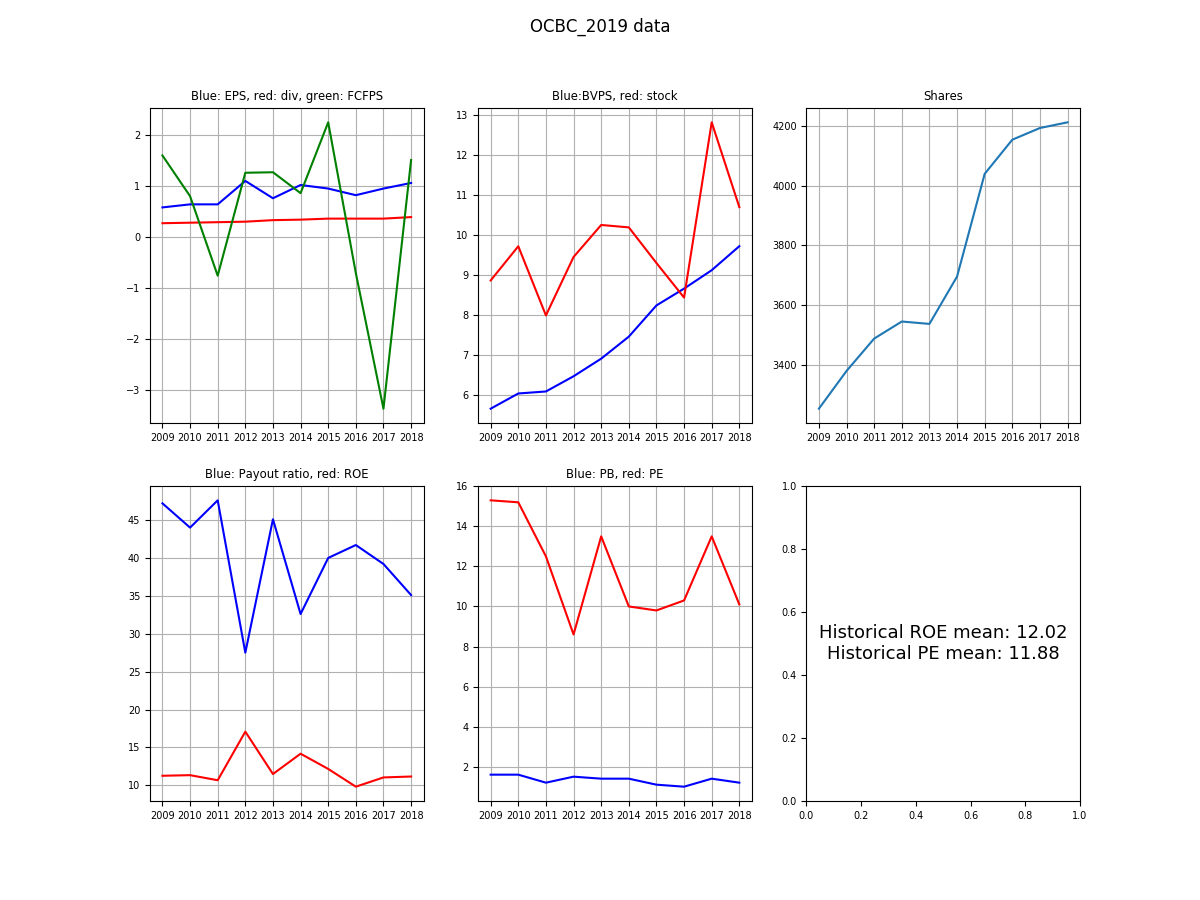 OCBC_2019 data
Blue: EPS, red: div, green: FCFPS
2
1
0
−1
−2
−3
2009 2010 2011 2012 2013 2014 2015 2016 2017 2018
Blue:BVPS, red: stock
13
12
11
10
9
8
7
6
2009 2010 2011 2012 2013 2014 2015 2016 2017 2018
Shares
4200
4000
3800
3600
3400
2009 2010 2011 2012 2013 2014 2015 2016 2017 2018
Blue: Payout ratio, red: ROE
45
40
35
30
25
20
15
10
2009 2010 2011 2012 2013 2014 2015 2016 2017 2018
Blue: PB, red: PE
16
14
12
10
8
6
4
2
2009 2010 2011 2012 2013 2014 2015 2016 2017 2018
1.0
0.8
0.6
Historical ROE mean: 12.02
Historical PE mean: 11.88
0.4
0.2
0.0
0.0 0.2 0.4 0.6 0.8 1.0